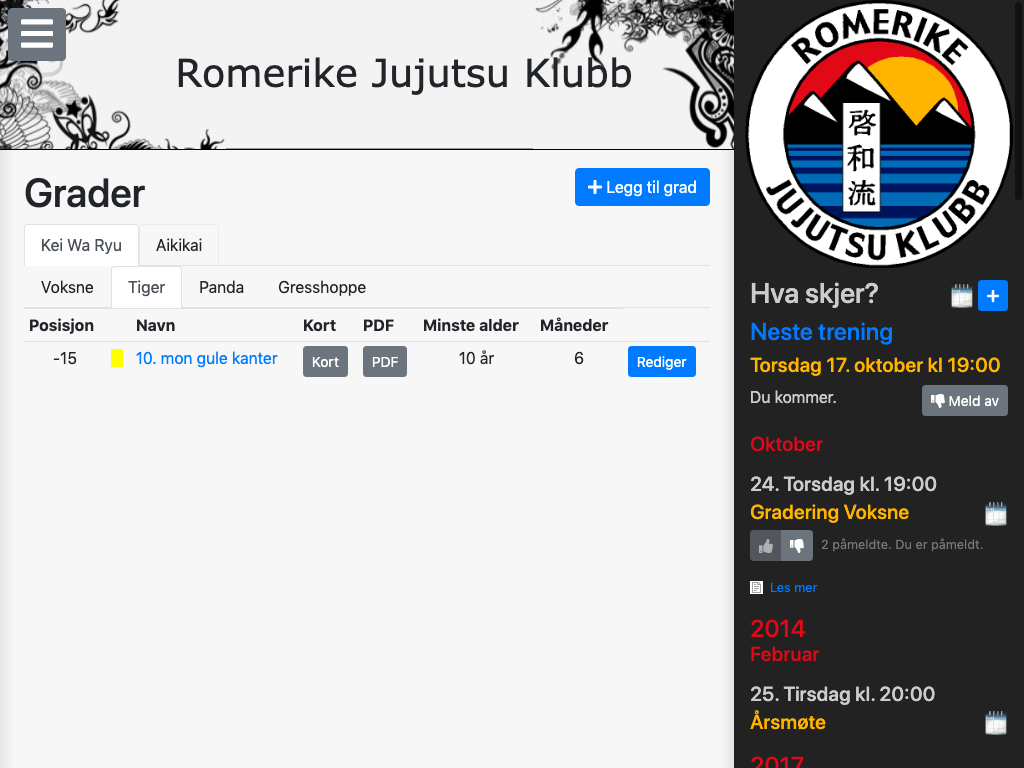 Romerike Jujutsu Klubb
Grader
Legg til grad
Kei Wa Ryu
Aikikai
Voksne
Tiger
Panda
Gresshoppe
Posisjon Navn Kort PDF Minste alder Måneder
-15 10. mon gule kanter Kort PDF 10 år 6 Rediger
ROMERIKE
啓和流
JUJUTSU KLUBB
Hva skjer?
Neste trening
Torsdag 17. oktober kl 19:00
Du kommer.
Meld av
Oktober
24. Torsdag kl. 19:00
Gradering Voksne
2 påmeldte. Du er påmeldt.
Les mer
2014
Februar
25. Tirsdag kl. 20:00
Årsmøte
2017